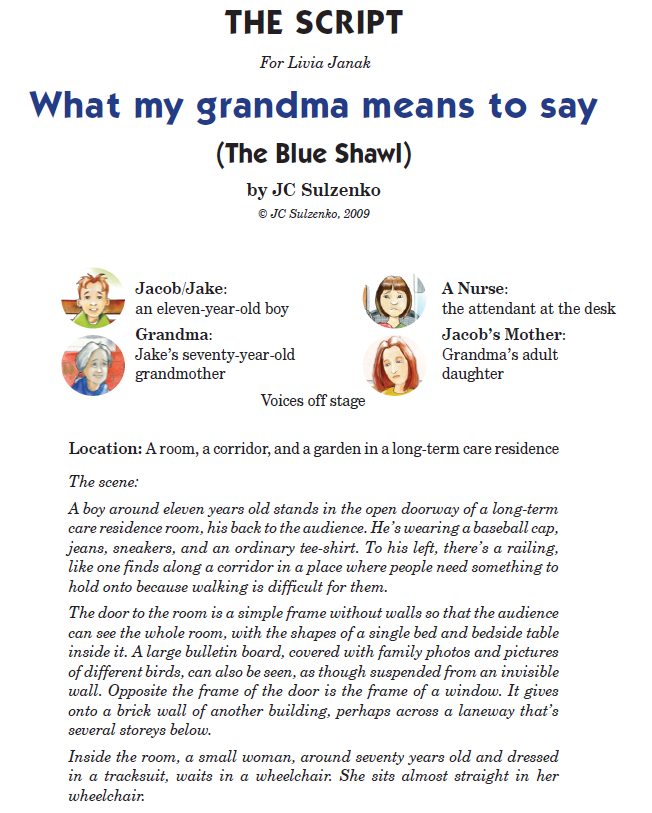 THE SCRIPT
For Livia Janak
What my grandma means to say
(The Blue Shawl)
by JC Sulzenko
© JC Sulzenko, 2009
Jacob/Jake:
an eleven-year-old boy
Grandma:
Jake's seventy-year-old
grandmother
A Nurse:
the attendant at the desk
Jacob's Mother:
Grandma's adult
daughter
Voices off stage
Location: A room, a corridor, and a garden in a long-term care residence
The scene:
A boy around eleven years old stands in the open doorway of a long-term
care residence room, his back to the audience. He's wearing a baseball cap,
jeans, sneakers, and an ordinary tee-shirt. To his left, there's a railing,
like one finds along a corridor in a place where people need something to
hold onto because walking is difficult for them.
The door to the room is a simple frame without walls so that the audience
can see the whole room, with the shapes of a single bed and bedside table
inside it. A large bulletin board, covered with family photos and pictures
of different birds, can also be seen, as though suspended from an invisible
wall. Opposite the frame of the door is the frame of a window. It gives
onto a brick wall of another building, perhaps across a laneway that's
several storeys below.
Inside the room, a small woman, around seventy years old and dressed
in a tracksuit, waits in a wheelchair. She sits almost straight in her
wheelchair.